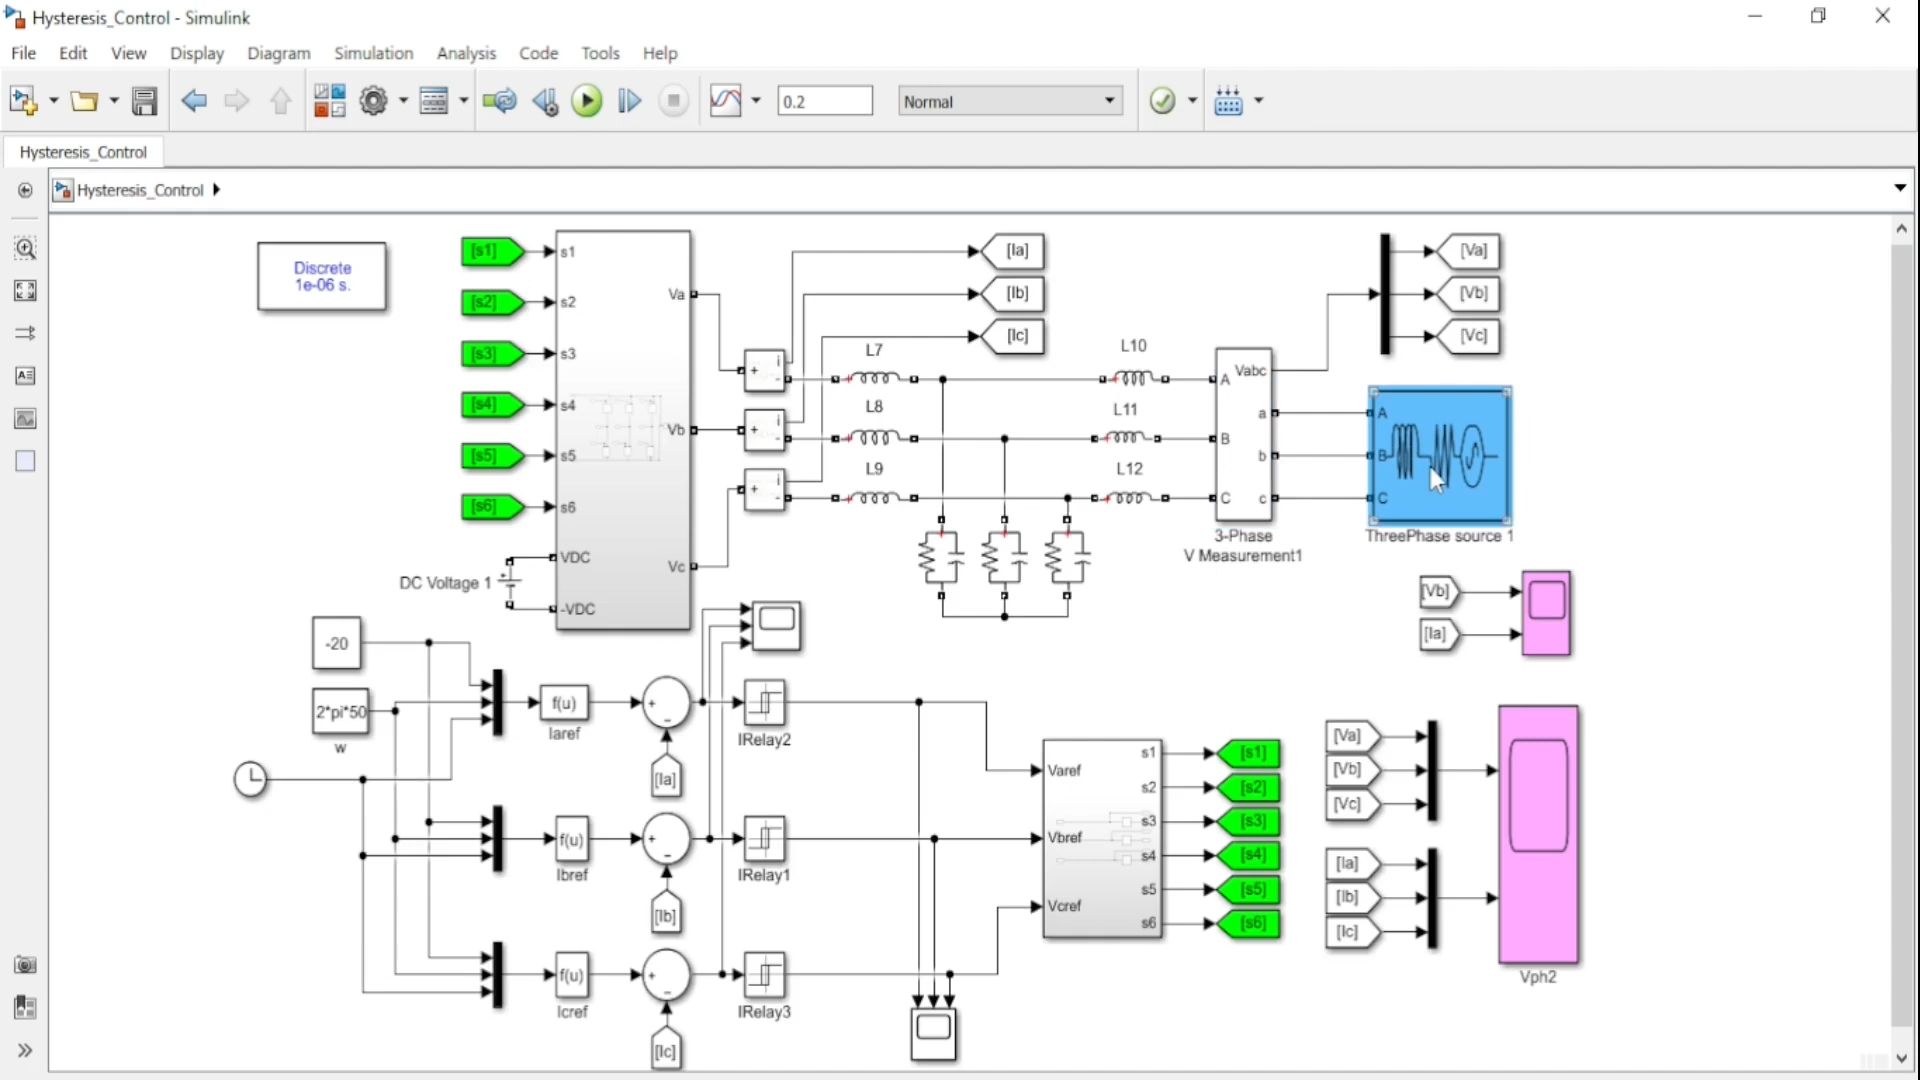 Hysteresis_Control - Simulink
File Edit View Display Diagram Simulation Analysis Code Tools Help
0.2 Normal
Hysteresis_Control
Hysteresis_Control
Discrete
1e-06 s.
[s1]
[s2]
[s3]
[s4]
[s5]
[s6]
s1
s2
s3
s4
s5
s6
VDC
-VDC
Va
Vb
Vc
DC Voltage 1
+ i -
+ i -
+ i -
[Ia]
[Ib]
[Ic]
L7
L8
L9
L10
L11
L12
A
B
C
Vabc
a
b
c
3-Phase
V Measurement1
[Va]
[Vb]
[Vc]
A
B
C
ThreePhase source 1
[Vb]
[Ia]
-20
2*pi*50
w
f(u)
Iaref
+
-
[Ia]
IRelay2
f(u)
Ibref
+
-
[Ib]
IRelay1
f(u)
Icref
+
-
[Ic]
IRelay3
Varef
Vbref
Vcref
s1
s2
s3
s4
s5
s6
[s1]
[s2]
[s3]
[s4]
[s5]
[s6]
[Va]
[Vb]
[Vc]
[Ia]
[Ib]
[Ic]
Vph2